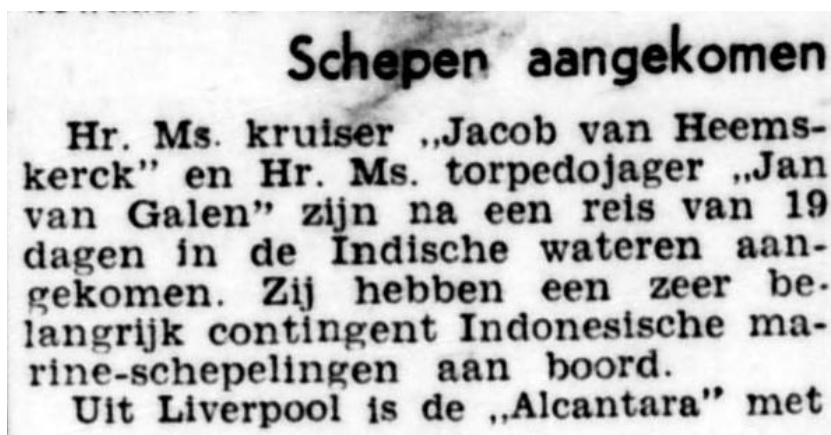 Schepen aangekomen
Hr. Ms. kruiser „Jacob van Heems-
kerck” en Hr. Ms. torpedojager „Jan
van Galen” zijn na een reis van 19
dagen in de Indische wateren aan-
gekomen. Zij hebben een zeer be-
langrijk contingent Indonesische ma-
rine-schepelingen aan boord.
Uit Liverpool is de „Alcantara” met